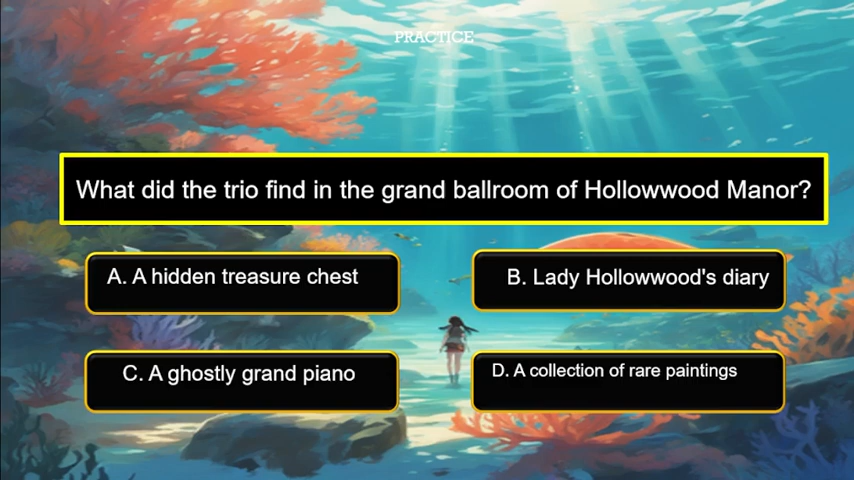 PRACTICE
What did the trio find in the grand ballroom of Hollowwood Manor?
A. A hidden treasure chest
B. Lady Hollowwood's diary
C. A ghostly grand piano
D. A collection of rare paintings